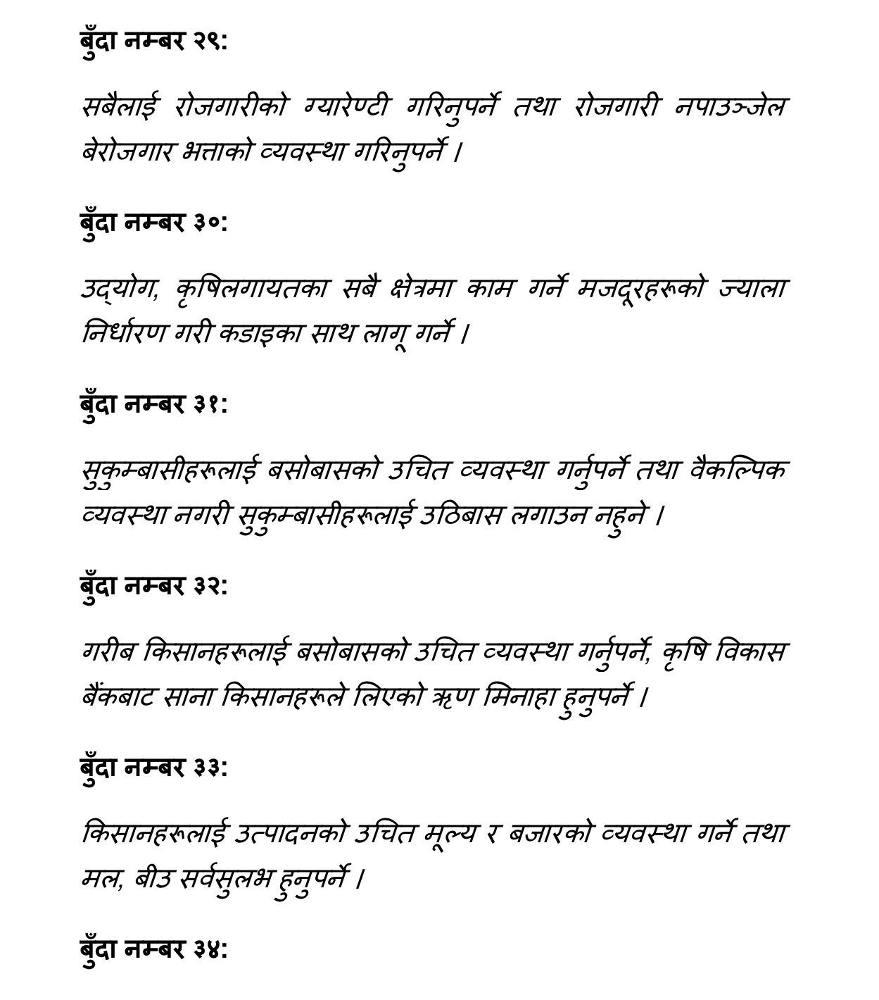 बुँदा नम्बर २९:
सबैलाई रोजगारीको ग्यारेण्टी गरिनुपर्ने तथा रोजगारी नपाउञ्जेल
बेरोजगार भत्ताको व्यवस्था गरिनुपर्ने ।
बुँदा नम्बर ३०:
उद्‌योग, कृषिलगायतका सबै क्षेत्रमा काम गर्ने मजदूरहरूको ज्याला
निर्धारण गरी कडाइका साथ लागू गर्ने ।
बुँदा नम्बर ३१:
सुकुम्बासीहरूलाई बसोबासको उचित व्यवस्था गर्नुपर्ने तथा वैकल्पिक
व्यवस्था नगरी सुकुम्बासीहरूलाई उठिबास लगाउन नहुने ।
बुँदा नम्बर ३२:
गरीब किसानहरूलाई बसोबासको उचित व्यवस्था गर्नुपर्ने, कृषि विकास
बैंकबाट साना किसानहरूले लिएको ऋण मिनाहा हुनुपर्ने ।
बुँदा नम्बर ३३:
किसानहरूलाई उत्पादनको उचित मूल्य र बजारको व्यवस्था गर्ने तथा
मल, बीउ सर्वसुलभ हुनुपर्ने ।
बुँदा नम्बर ३४: